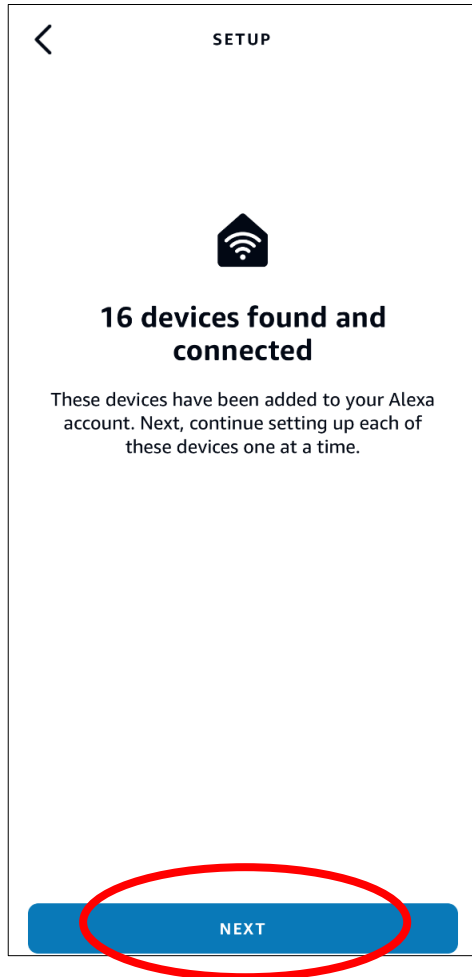 SETUP
16 devices found and
connected
These devices have been added to your Alexa
account. Next, continue setting up each of
these devices one at a time.
NEXT